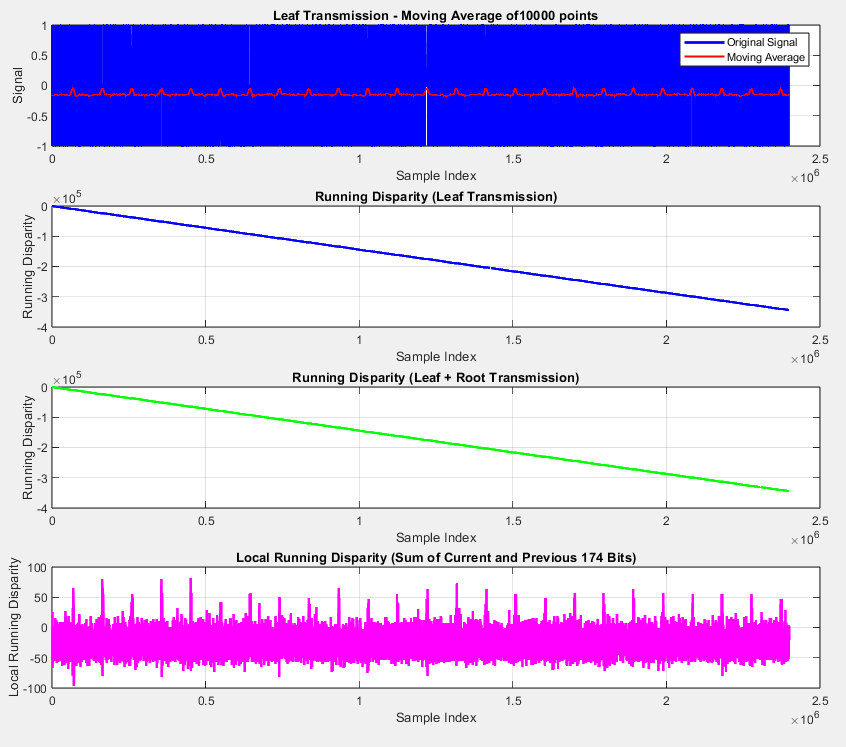 Leaf Transmission - Moving Average of10000 points
Signal
1
0.5
0
-0.5
-1
Original Signal
Moving Average
0 0.5 1 1.5 2 2.5
Sample Index
×10^6
Running Disparity (Leaf Transmission)
×10^5
Running Disparity
0
-1
-2
-3
-4
0 0.5 1 1.5 2 2.5
Sample Index
×10^6
Running Disparity (Leaf + Root Transmission)
×10^5
Running Disparity
0
-1
-2
-3
-4
0 0.5 1 1.5 2 2.5
Sample Index
×10^6
Local Running Disparity (Sum of Current and Previous 174 Bits)
Local Running Disparity
100
50
0
-50
-100
0 0.5 1 1.5 2 2.5
Sample Index
×10^6